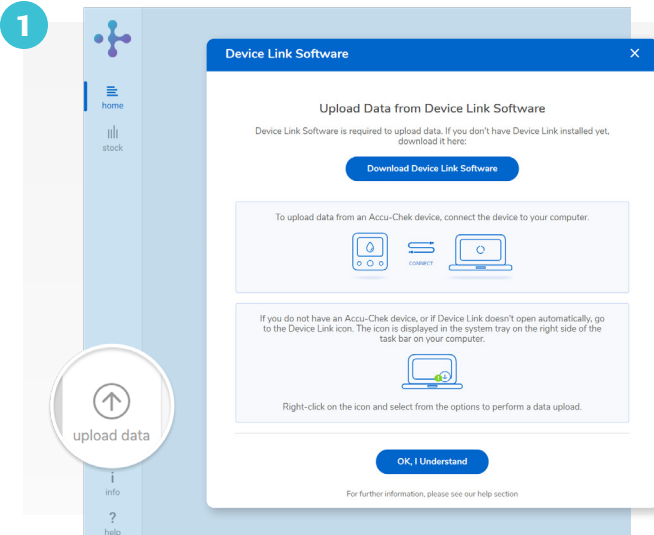 1
Device Link Software
home
stock
Upload Data from Device Link Software
Device Link Software is required to upload data. If you don't have Device Link installed yet,
download it here:
Download Device Link Software
To upload data from an Accu-Chek device, connect the device to your computer.
CONNECT
If you do not have an Accu-Chek device, or if Device Link doesn't open automatically, go
to the Device Link icon. The icon is displayed in the system tray on the right side of the
task bar on your computer.
Right-click on the icon and select from the options to perform a data upload.
upload data
OK, I Understand
info
For further information, please see our help section
help